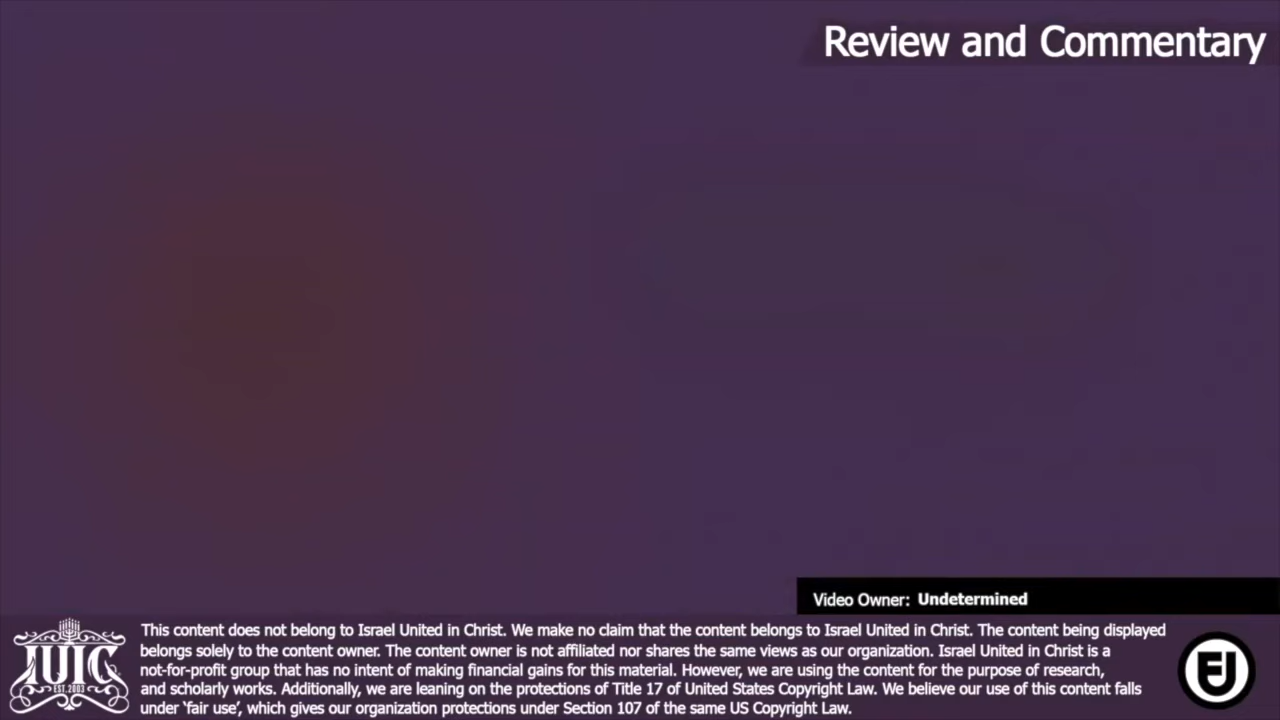 Review and Commentary
Video Owner: Undetermined
This content does not belong to Israel United in Christ. We make no claim that the content belongs to Israel United in Christ. The content being displayed
belongs solely to the content owner. The content owner is not affiliated nor shares the same views as our organization. Israel United in Christ is a
not-for-profit group that has no intent of making financial gains for this material. However, we are using the content for the purpose of research,
and scholarly works. Additionally, we are leaning on the protections of Title 17 of United States Copyright Law. We believe our use of this content falls
under ‘fair use’, which gives our organization protections under Section 107 of the same US Copyright Law.
IUIC
EST. 2003